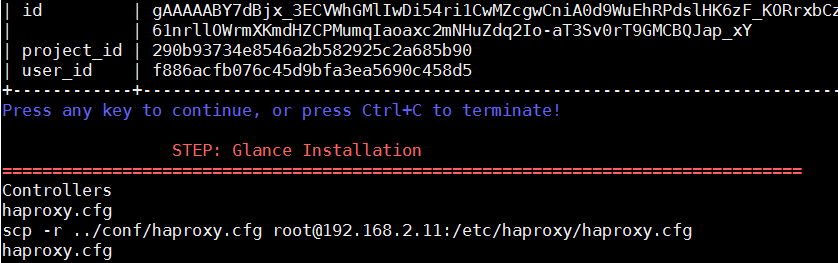 | id | gAAAAABY7dBjx_3ECVWhGMlIwDi54ri1CwMZcgwCniA0d9WuEhRPdslHK6zF_KORrxbCz
| | 61nrllOWrmXKmdHZCPMumqIaoaxc2mNHuZdq2Io-aT3Sv0rT9GMCBQJap_xY
| project_id | 290b93734e8546a2b582925c2a685b90
| user_id | f886acfb076c45d9bfa3ea5690c458d5
Press any key to continue, or press Ctrl+C to terminate!
STEP: Glance Installation
Controllers
haproxy.cfg
scp -r ../conf/haproxy.cfg root@192.168.2.11:/etc/haproxy/haproxy.cfg
haproxy.cfg